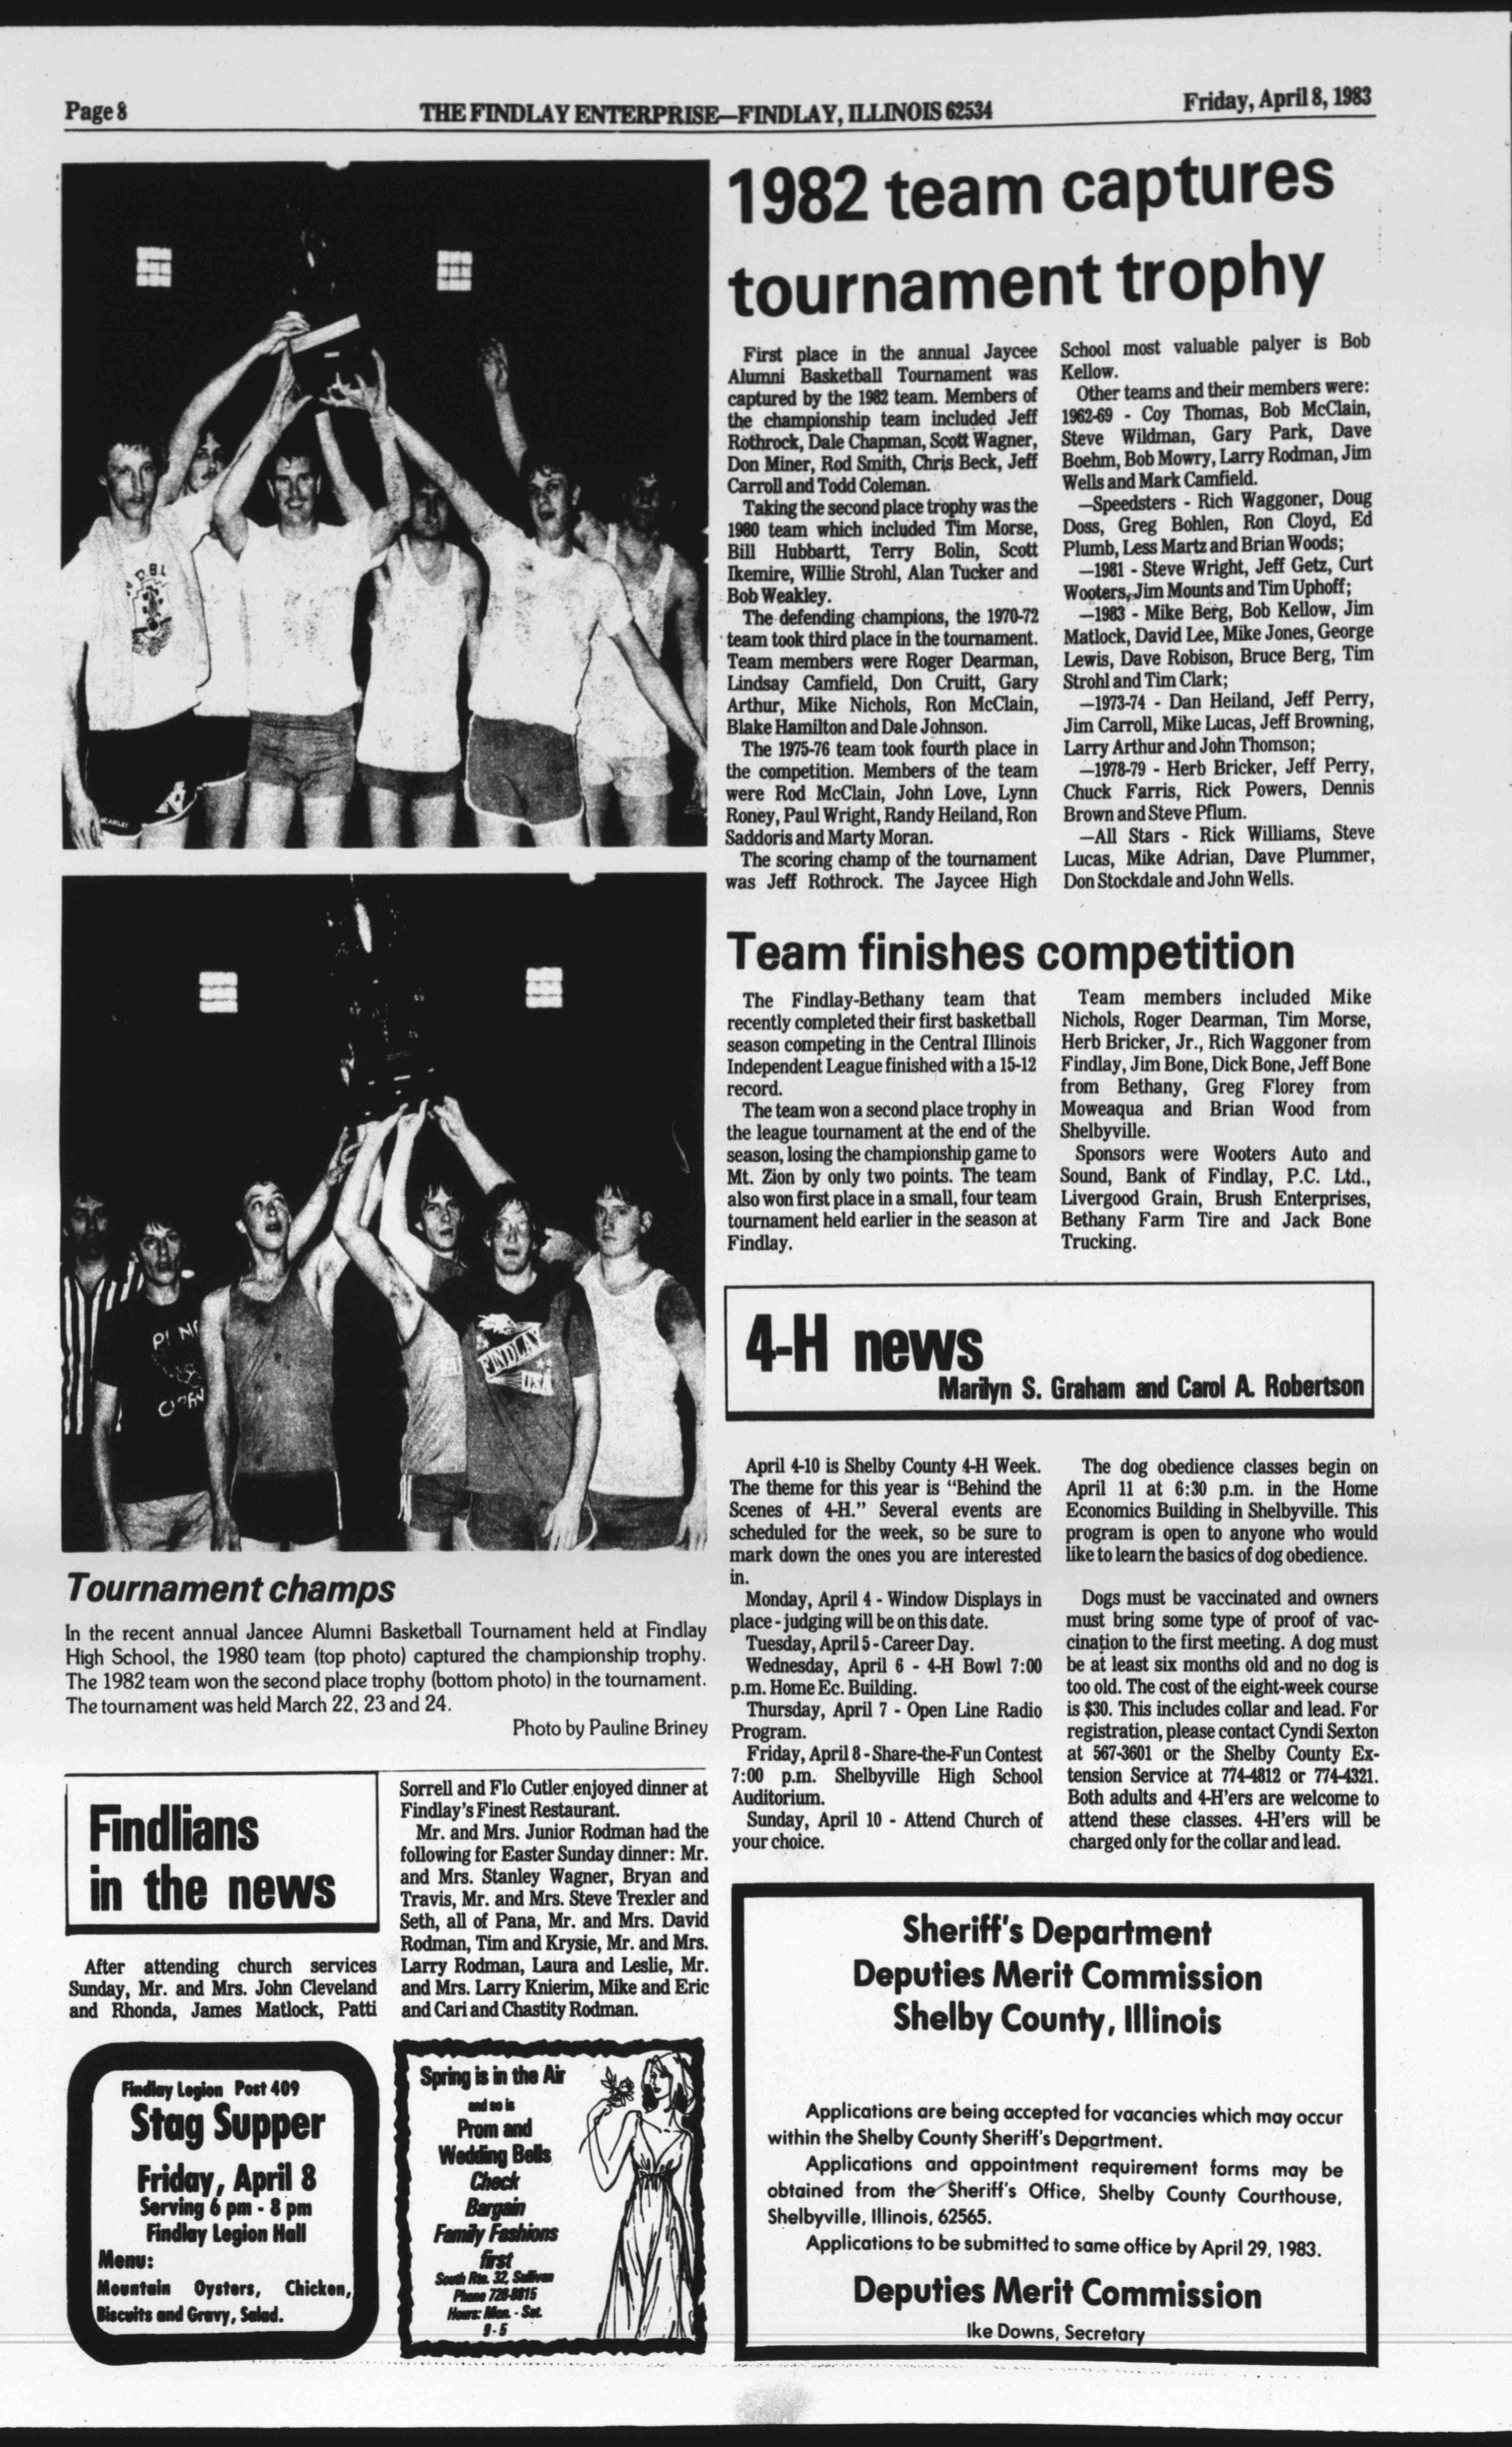 Page 8
THE FINDLAY ENTERPRISE—FINDLAY, ILLINOIS 62534
Friday, April 8, 1983
1982 team captures
tournament trophy
First place in the annual Jaycee
Alumni Basketball Tournament was
captured by the 1982 team. Members of
the championship team included Jeff
Rothrock, Dale Chapman, Scott Wagner,
Don Miner, Rod Smith, Chris Beck, Jeff
Carroll and Todd Coleman.
Taking the second place trophy was the
1980 team which included Tim Morse,
Bill Hubbartt, Terry Bolin, Scott
Ikemire, Willie Strohl, Alan Tucker and
Bob Weakley.
The defending champions, the 1970-72
team took third place in the tournament.
Team members were Roger Dearman,
Lindsay Camfield, Don Cruitt, Gary
Arthur, Mike Nichols, Ron McClain,
Blake Hamilton and Dale Johnson.
The 1975-76 team took fourth place in
the competition. Members of the team
were Rod McClain, John Love, Lynn
Roney, Paul Wright, Randy Heiland, Ron
Saddoris and Marty Moran.
The scoring champ of the tournament
was Jeff Rothrock. The Jaycee High
School most valuable palyer is Bob
Kellow.
Other teams and their members were:
1962-69 - Coy Thomas, Bob McClain,
Steve Wildman, Gary Park, Dave
Boehm, Bob Mowry, Larry Rodman, Jim
Wells and Mark Camfield.
—Speedsters - Rich Waggoner, Doug
Doss, Greg Bohlen, Ron Cloyd, Ed
Plumb, Less Martz and Brian Woods;
—1981 - Steve Wright, Jeff Getz, Curt
Wooters, Jim Mounts and Tim Uphoff;
—1983 - Mike Berg, Bob Kellow, Jim
Matlock, David Lee, Mike Jones, George
Lewis, Dave Robison, Bruce Berg, Tim
Strohl and Tim Clark;
—1973-74 - Dan Heiland, Jeff Perry,
Jim Carroll, Mike Lucas, Jeff Browning,
Larry Arthur and John Thomson;
—1978-79 - Herb Bricker, Jeff Perry,
Chuck Farris, Rick Powers, Dennis
Brown and Steve Pflum.
—All Stars - Rick Williams, Steve
Lucas, Mike Adrian, Dave Plummer,
Don Stockdale and John Wells.
Team finishes competition
The Findlay-Bethany team that
recently completed their first basketball
season competing in the Central Illinois
Independent League finished with a 15-12
record.
The team won a second place trophy in
the league tournament at the end of the
season, losing the championship game to
Mt. Zion by only two points. The team
also won first place in a small, four team
tournament held earlier in the season at
Findlay.
Team members included Mike
Nichols, Roger Dearman, Tim Morse,
Herb Bricker, Jr., Rich Waggoner from
Findlay, Jim Bone, Dick Bone, Jeff Bone
from Bethany, Greg Florey from
Moweaqua and Brian Wood from
Shelbyville.
Sponsors were Wooters Auto and
Sound, Bank of Findlay, P.C. Ltd.,
Livergood Grain, Brush Enterprises,
Bethany Farm Tire and Jack Bone
Trucking.
FINDLAY
USA
Tournament champs
In the recent annual Jancee Alumni Basketball Tournament held at Findlay
High School, the 1980 team (top photo) captured the championship trophy.
The 1982 team won the second place trophy (bottom photo) in the tournament.
The tournament was held March 22, 23 and 24.
Photo by Pauline Briney
4-H news
Marilyn S. Graham and Carol A. Robertson
April 4-10 is Shelby County 4-H Week.
The theme for this year is "Behind the
Scenes of 4-H." Several events are
scheduled for the week, so be sure to
mark down the ones you are interested
in.
Monday, April 4 - Window Displays in
place - judging will be on this date.
Tuesday, April 5 - Career Day.
Wednesday, April 6 - 4-H Bowl 7:00
p.m. Home Ec. Building.
Thursday, April 7 - Open Line Radio
Program.
Friday, April 8 - Share-the-Fun Contest
7:00 p.m. Shelbyville High School
Auditorium.
Sunday, April 10 - Attend Church of
your choice.
The dog obedience classes begin on
April 11 at 6:30 p.m. in the Home
Economics Building in Shelbyville. This
program is open to anyone who would
like to learn the basics of dog obedience.
Dogs must be vaccinated and owners
must bring some type of proof of vac-
cination to the first meeting. A dog must
be at least six months old and no dog is
too old. The cost of the eight-week course
is $30. This includes collar and lead. For
registration, please contact Cyndi Sexton
at 567-3601 or the Shelby County Ex-
tension Service at 774-4812 or 774-4321.
Both adults and 4-H'ers are welcome to
attend these classes. 4-H'ers will be
charged only for the collar and lead.
Findlians
in the news
After attending church services
Sunday, Mr. and Mrs. John Cleveland
and Rhonda, James Matlock, Patti
Sorrell and Flo Cutler enjoyed dinner at
Findlay's Finest Restaurant.
Mr. and Mrs. Junior Rodman had the
following for Easter Sunday dinner: Mr.
and Mrs. Stanley Wagner, Bryan and
Travis, Mr. and Mrs. Steve Trexler and
Seth, all of Pana, Mr. and Mrs. David
Rodman, Tim and Krysie, Mr. and Mrs.
Larry Rodman, Laura and Leslie, Mr.
and Mrs. Larry Knierim, Mike and Eric
and Cari and Chastity Rodman.
Findlay Legion Post 409
Stag Supper
Friday, April 8
Serving 6 pm - 8 pm
Findlay Legion Hall
Menu:
Mountain Oysters, Chicken,
Biscuits and Gravy, Salad.
Spring is in the Air
and so is
Prom and
Wedding Bells
Check
Bargain
Family Fashions
first
South Rte. 32, Sullivan
Phone 728-8815
Hours: Mon. - Sat.
9 - 5
Sheriff's Department
Deputies Merit Commission
Shelby County, Illinois
Applications are being accepted for vacancies which may occur
within the Shelby County Sheriff's Department.
Applications and appointment requirement forms may be
obtained from the Sheriff's Office, Shelby County Courthouse,
Shelbyville, Illinois, 62565.
Applications to be submitted to same office by April 29, 1983.
Deputies Merit Commission
Ike Downs, Secretary